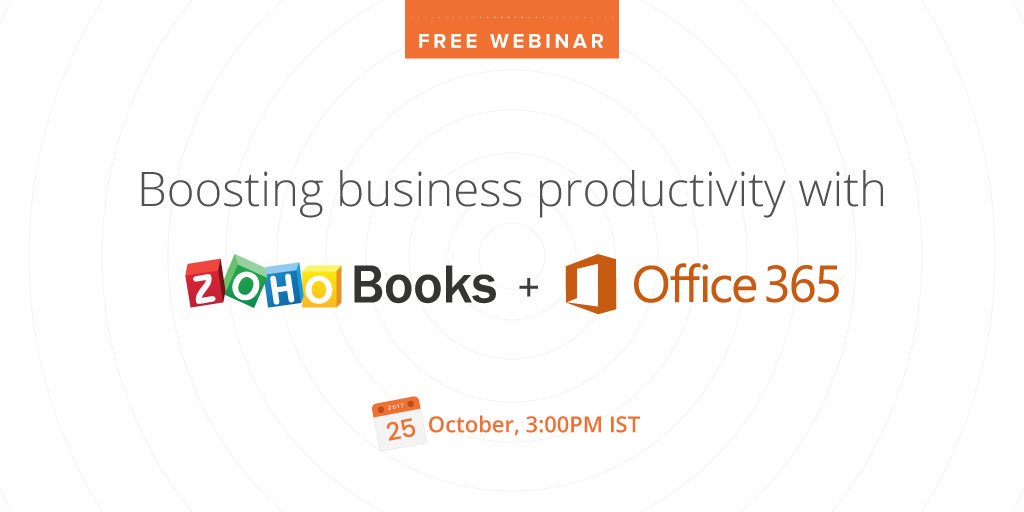 FREE WEBINAR
Boosting business productivity with
ZOHO Books + Office 365
2017
25 October, 3:00PM IST